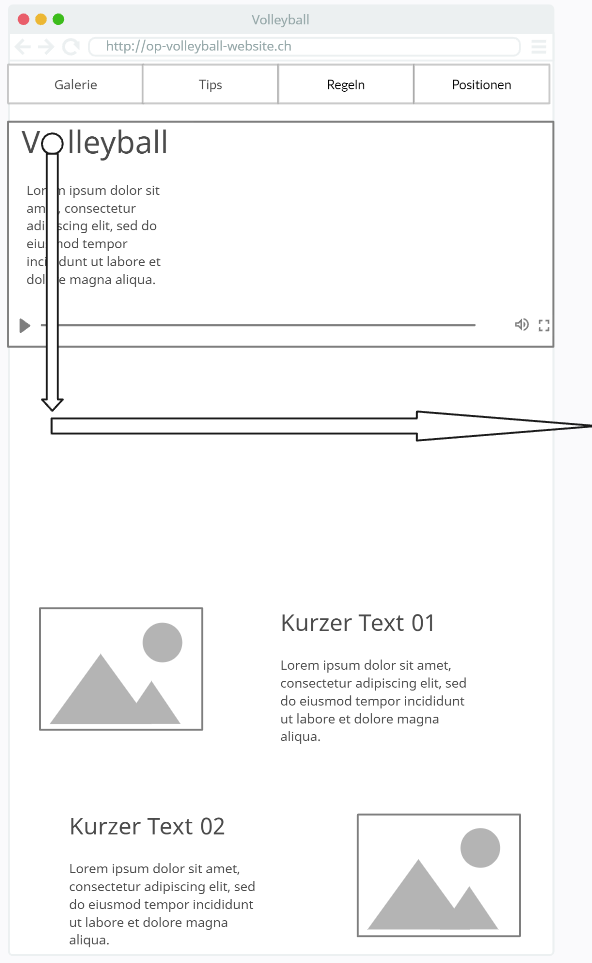 Volleyball
http://op-volleyball-website.ch
Galerie
Tips
Regeln
Positionen
V lleyball
Lorem ipsum dolor sit
amet, consectetur
adipiscing elit, sed do
eiusmod tempor
incididunt ut labore et
dolore magna aliqua.
Kurzer Text 01
Lorem ipsum dolor sit amet,
consectetur adipiscing elit, sed
do eiusmod tempor incididunt
ut labore et dolore magna
aliqua.
Kurzer Text 02
Lorem ipsum dolor sit amet,
consectetur adipiscing elit, sed
do eiusmod tempor incididunt
ut labore et dolore magna
aliqua.